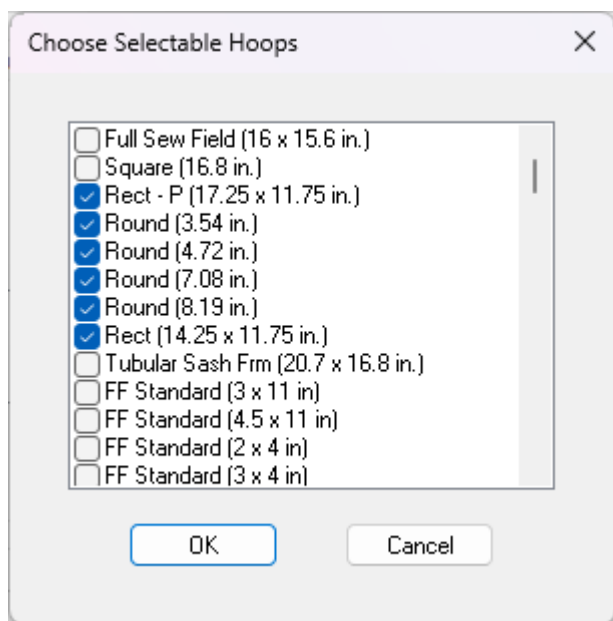 Choose Selectable Hoops
Full Sew Field (16 x 15.6 in.)
Square (16.8 in.)
Rect - P (17.25 x 11.75 in.)
Round (3.54 in.)
Round (4.72 in.)
Round (7.08 in.)
Round (8.19 in.)
Rect (14.25 x 11.75 in.)
Tubular Sash Frm (20.7 x 16.8 in.)
FF Standard (3 x 11 in)
FF Standard (4.5 x 11 in)
FF Standard (2 x 4 in)
FF Standard (3 x 4 in)
OK Cancel